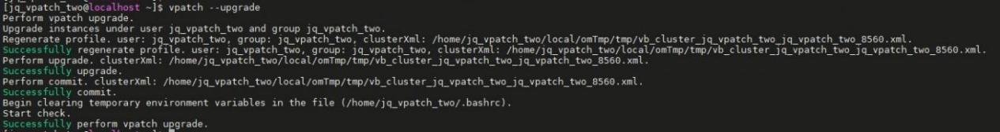 [jq_vpatch_two@localhost ~]$ vpatch --upgrade
Perform vpatch upgrade.
Upgrade instances under user jq_vpatch_two and group jq_vpatch_two.
Regenerate profile. user: jq_vpatch_two, group: jq_vpatch_two, clusterXml: /home/jq_vpatch_two/local/omTmp/tmp/vb_cluster_jq_vpatch_two_jq_vpatch_two_8560.xml.
Successfully regenerate profile. user: jq_vpatch_two, group: jq_vpatch_two, clusterXml: /home/jq_vpatch_two/local/omTmp/tmp/vb_cluster_jq_vpatch_two_jq_vpatch_two_8560.xml.
Perform upgrade. clusterXml: /home/jq_vpatch_two/local/omTmp/tmp/vb_cluster_jq_vpatch_two_jq_vpatch_two_8560.xml.
Successfully upgrade.
Perform commit. clusterXml: /home/jq_vpatch_two/local/omTmp/tmp/vb_cluster_jq_vpatch_two_jq_vpatch_two_8560.xml.
Successfully commit.
Begin clearing temporary environment variables in the file (/home/jq_vpatch_two/.bashrc).
Start check.
Successfully perform vpatch upgrade.